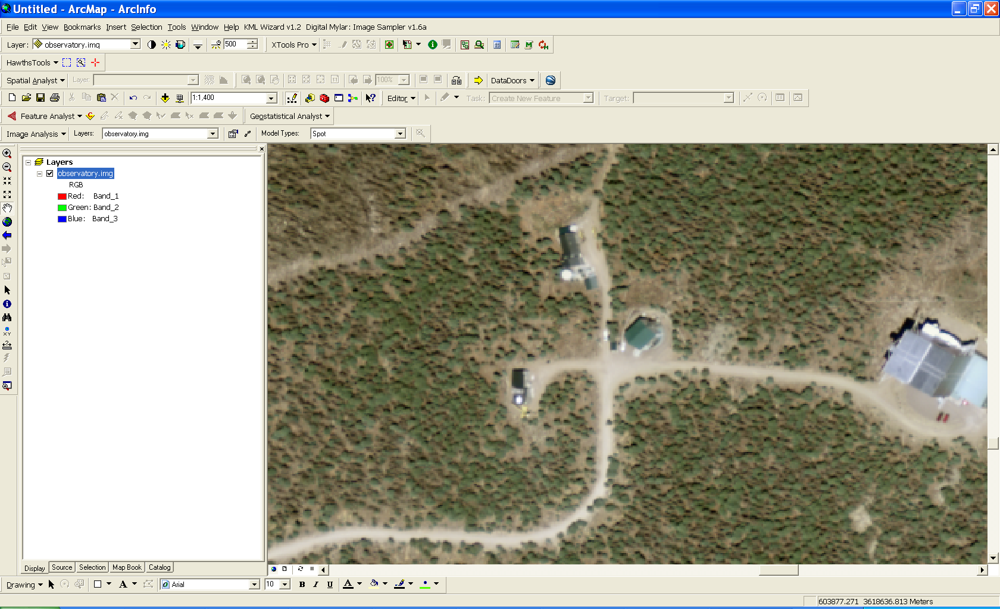 Untitled - ArcMap - ArcInfo
File Edit View Bookmarks Insert Selection Tools Window Help KML Wizard v1.2 Digital Mylar: Image Sampler v1.6a
Layer: observatory.img 500 XTools Pro
HawthsTools
Spatial Analyst Layer: 100% DataDoors
1:1,400 Editor Task: Create New Feature Target:
Feature Analyst Geostatistical Analyst
Image Analysis Layers: observatory.img Model Types: Spot
Layers
observatory.img
RGB
Red: Band_1
Green: Band_2
Blue: Band_3
Display Source Selection Map Book Catalog
Drawing A Arial 10 B I U A
603877.271 3618636.813 Meters